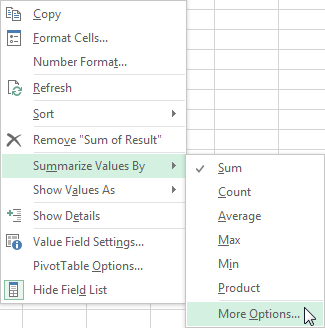 Copy
Format Cells...
Number Format...
Refresh
Sort
Remove "Sum of Result"
Summarize Values By
Show Values As
Show Details
Value Field Settings...
PivotTable Options...
Hide Field List
Sum
Count
Average
Max
Min
Product
More Options...